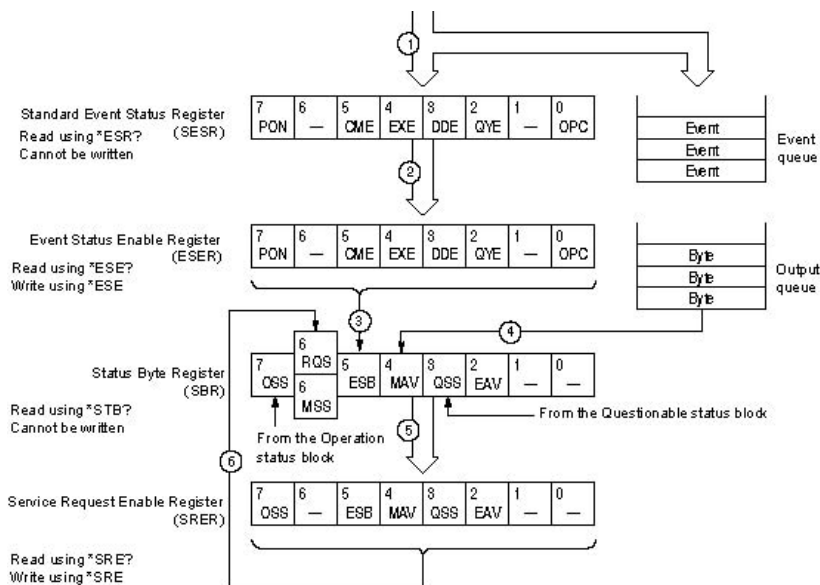 1
Standard Event Status Register
(SESR)
Read using *ESR?
Cannot be written
7 6 5 4 3 2 1 0
PON — CME EXE DDE QYE — OPC
Event
Event
Event
Event
queue
2
Event Status Enable Register
(ESER)
Read using *ESE?
Write using *ESE
7 6 5 4 3 2 1 0
PON — CME EXE DDE QYE — OPC
Byte
Byte
Byte
Output
queue
3
4
Status Byte Register
(SBR)
Read using *STB?
Cannot be written
6
RQS
7 5 4 3 2 1 0
OSS ESB MAV QSS EAV — —
6
MSS
From the Operation
status block
From the Questionable status block
5
6
Service Request Enable Register
(SRER)
Read using *SRE?
Write using *SRE
7 6 5 4 3 2 1 0
OSS — ESB MAV QSS EAV — —